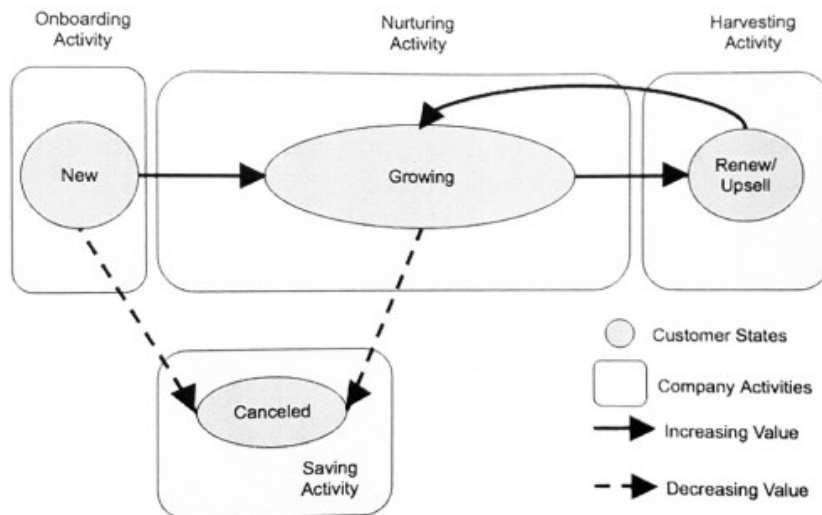 Onboarding
Activity
Nurturing
Activity
Harvesting
Activity
New
Growing
Renew/
Upsell
Canceled
Saving
Activity
Customer States
Company Activities
Increasing Value
Decreasing Value